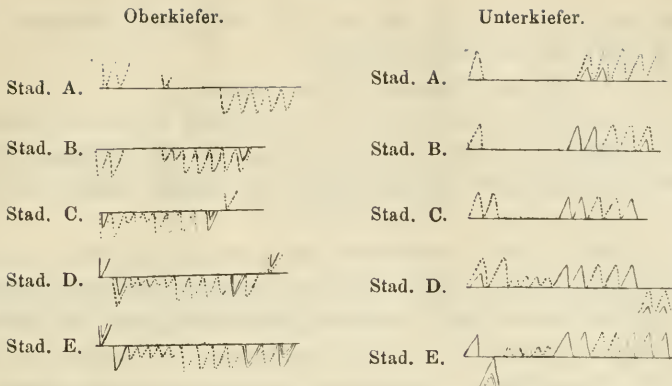 Oberkiefer.
Stad. A.
Stad. B.
Stad. C.
Stad. D.
Stad. E.
Unterkiefer.
Stad. A.
Stad. B.
Stad. C.
Stad. D.
Stad. E.